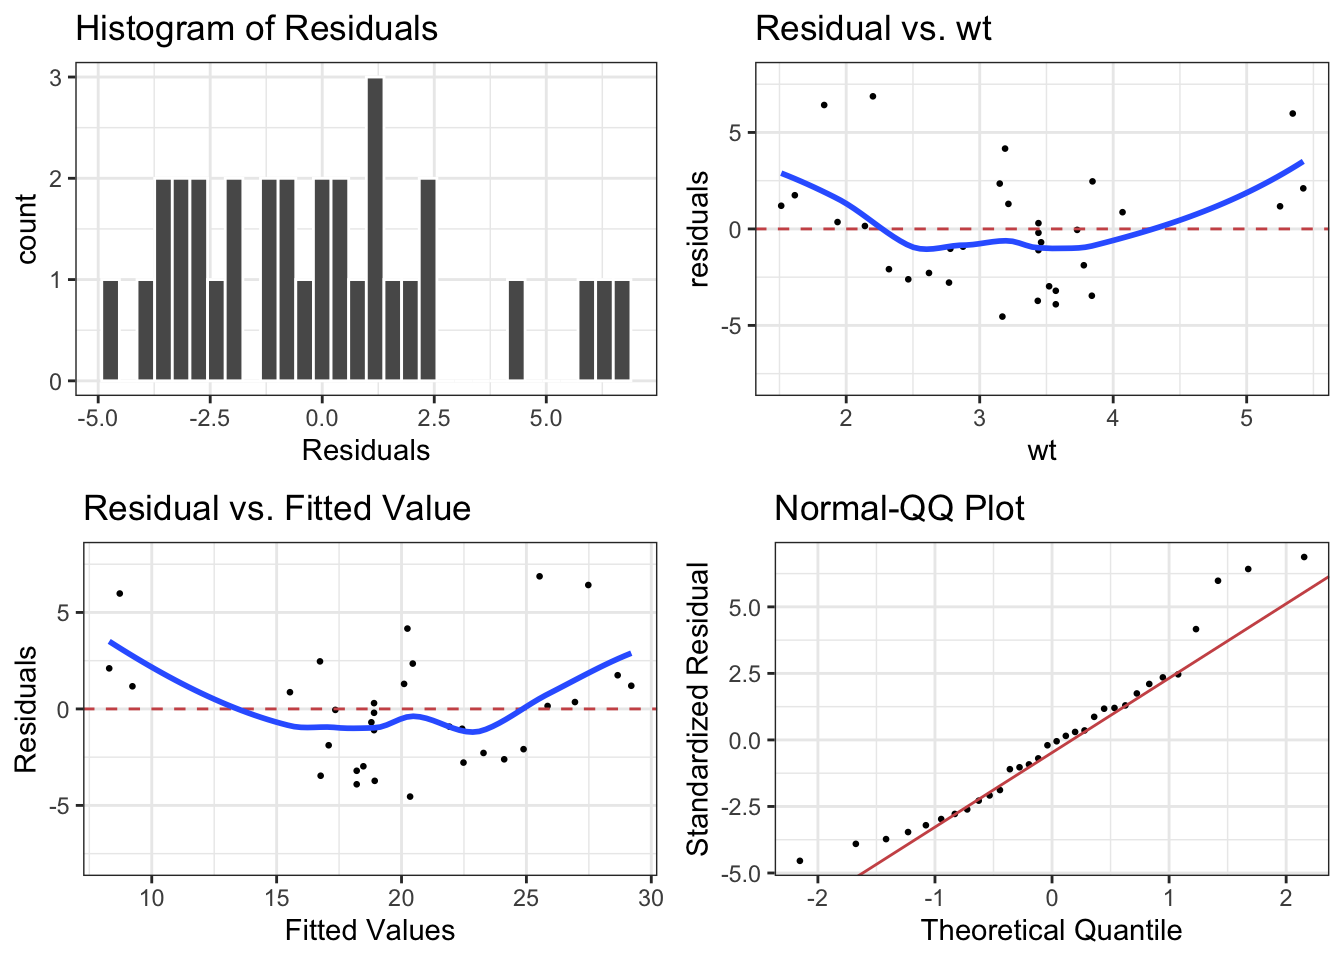 Histogram of Residuals
3
2
1
0
count
-5.0 -2.5 0.0 2.5 5.0
Residuals
Residual vs. wt
5
0
-5
residuals
2 3 4 5
wt
Residual vs. Fitted Value
5
0
-5
Residuals
10 15 20 25 30
Fitted Values
Normal-QQ Plot
5.0
2.5
0.0
-2.5
-5.0
Standardized Residual
-2 -1 0 1 2
Theoretical Quantile